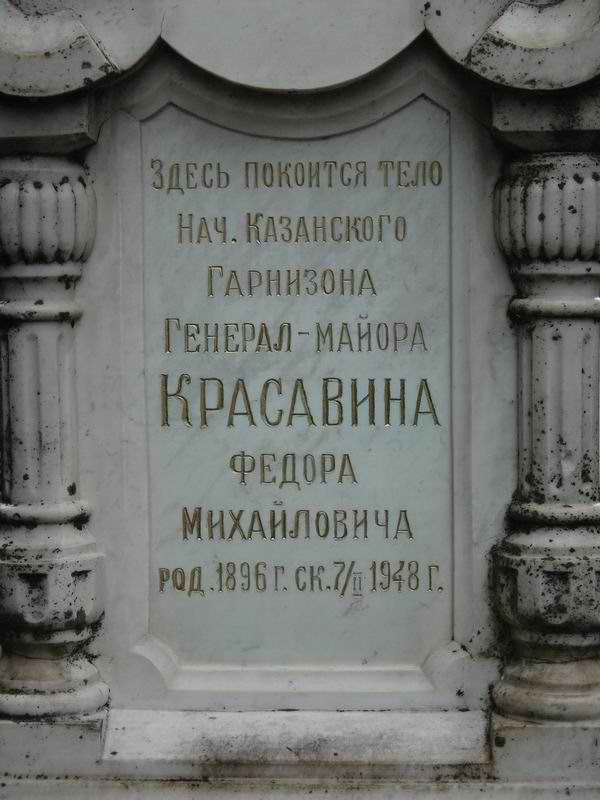 Здесь покоится тело
Нач. Казанского
Гарнизона
Генерал-майора
Красавина
Федора
Михайловича
род. 1896 г. ск. 7/II 1948 г.